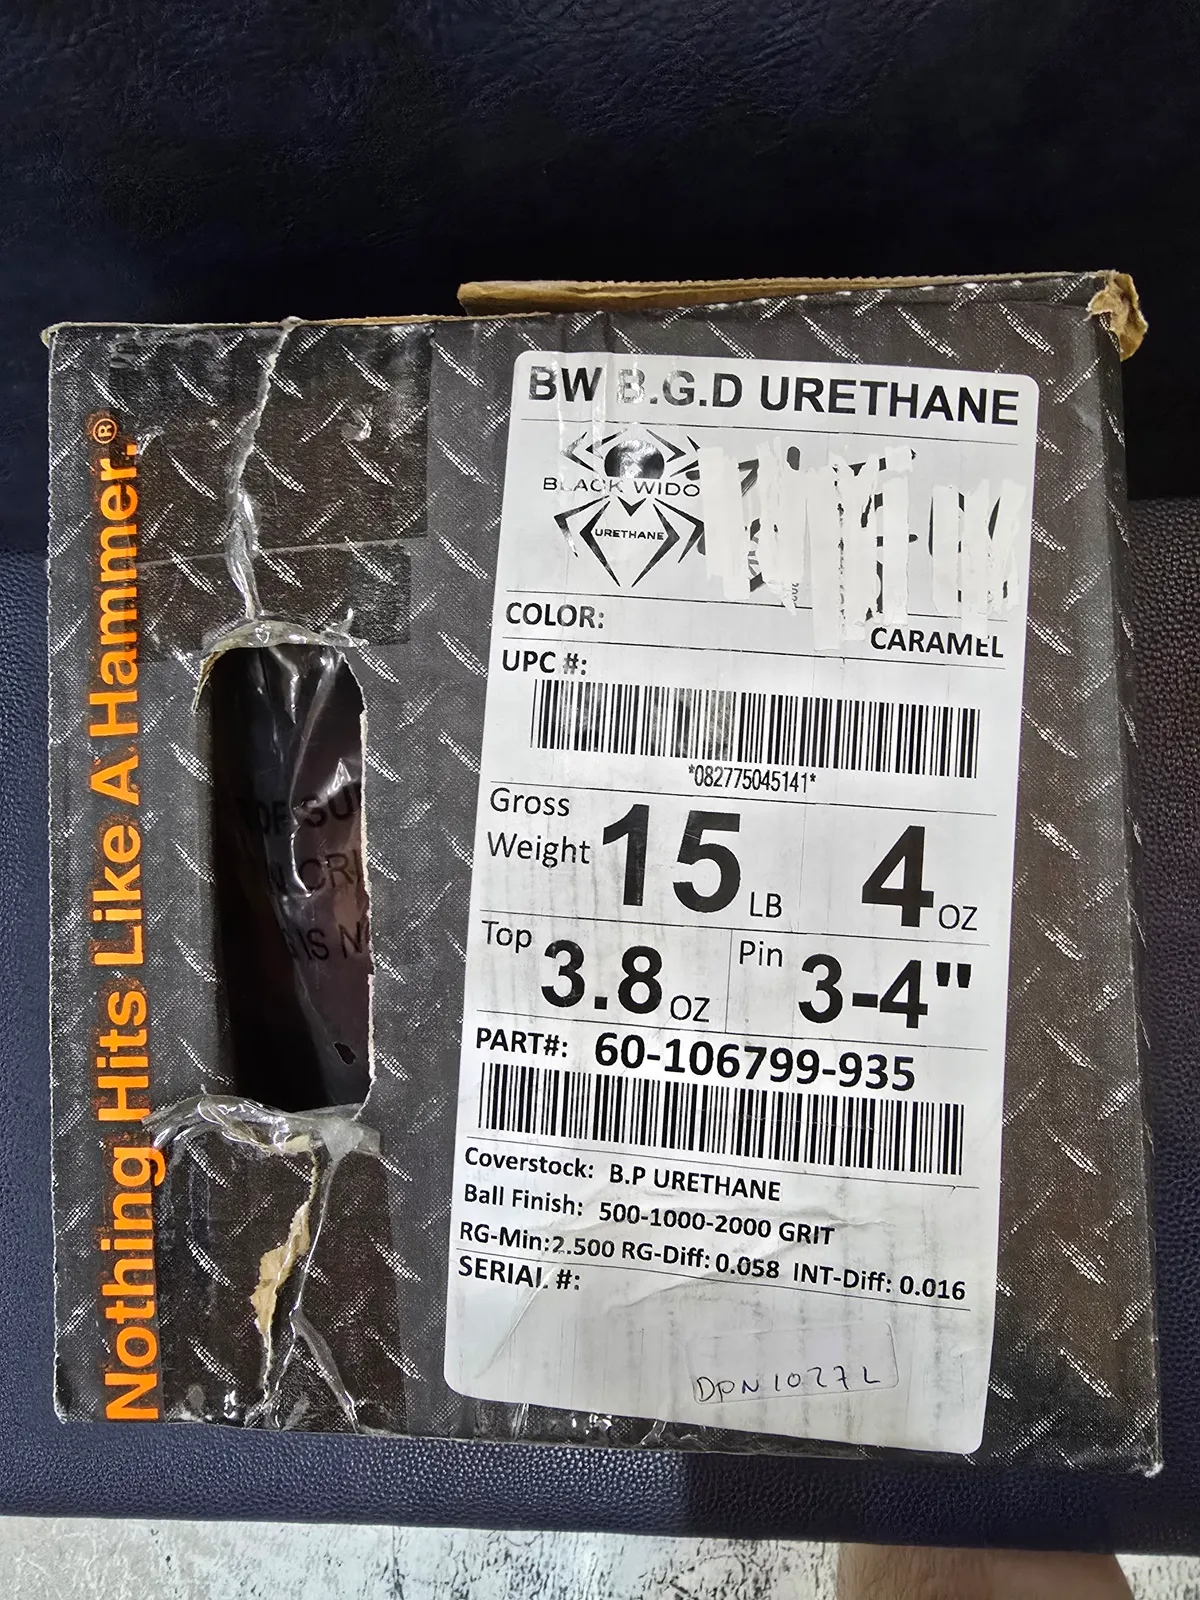 Nothing Hits Like A Hammer.®
BW B.G.D URETHANE
BLACK WIDO
URETHANE
COLOR: CARAMEL
UPC #:
*082775045141*
Gross Weight 15 LB 4 OZ
Top 3.8 OZ Pin 3-4"
PART#: 60-106799-935
Coverstock: B.P URETHANE
Ball Finish: 500-1000-2000 GRIT
RG-Min:2.500 RG-Diff: 0.058 INT-Diff: 0.016
SERIAL #:
DPN1027L